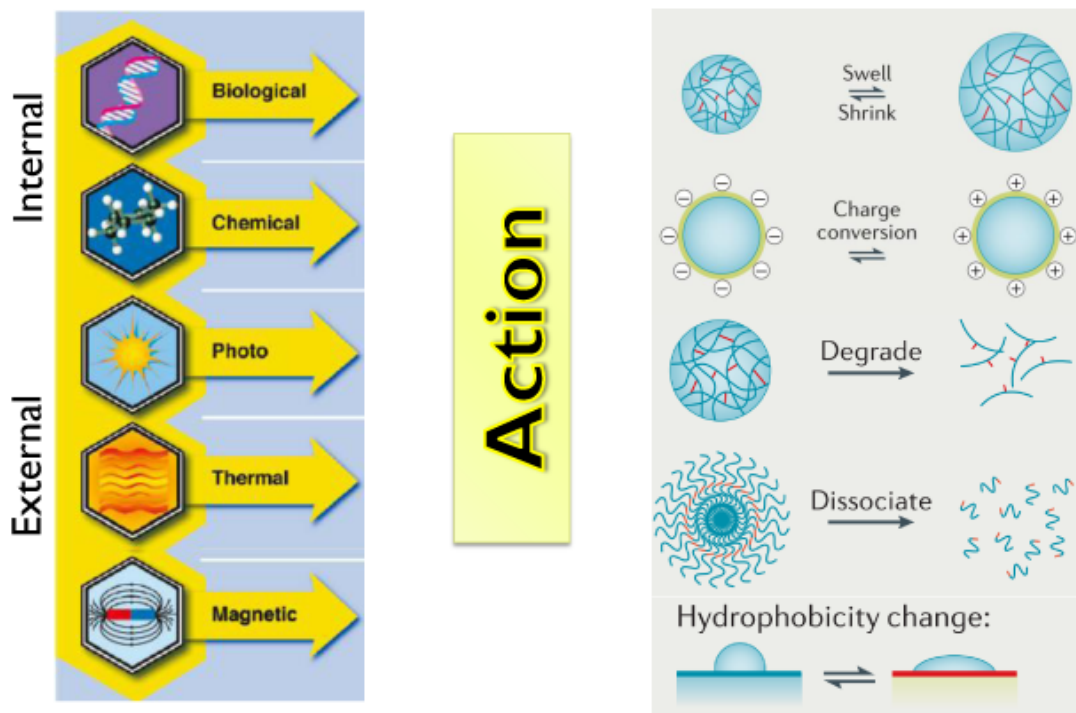 Internal
External
Biological
Chemical
Photo
Thermal
Magnetic
Action
Swell
Shrink
Charge
conversion
Degrade
Dissociate
Hydrophobicity change: